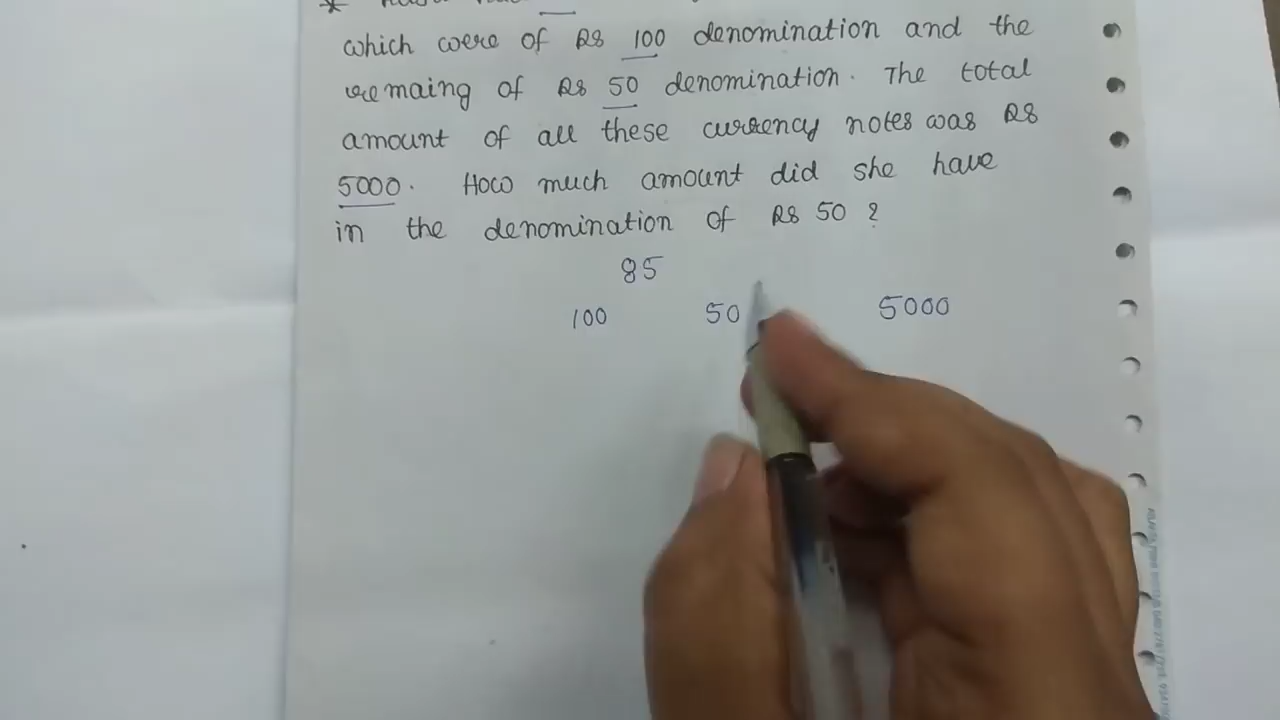 which were of Rs 100 denomination and the
remaing of Rs 50 denomination. The total
amount of all these currency notes was Rs
5000. How much amount did she have
in the denomination of Rs 50 ?
85
100 50 5000